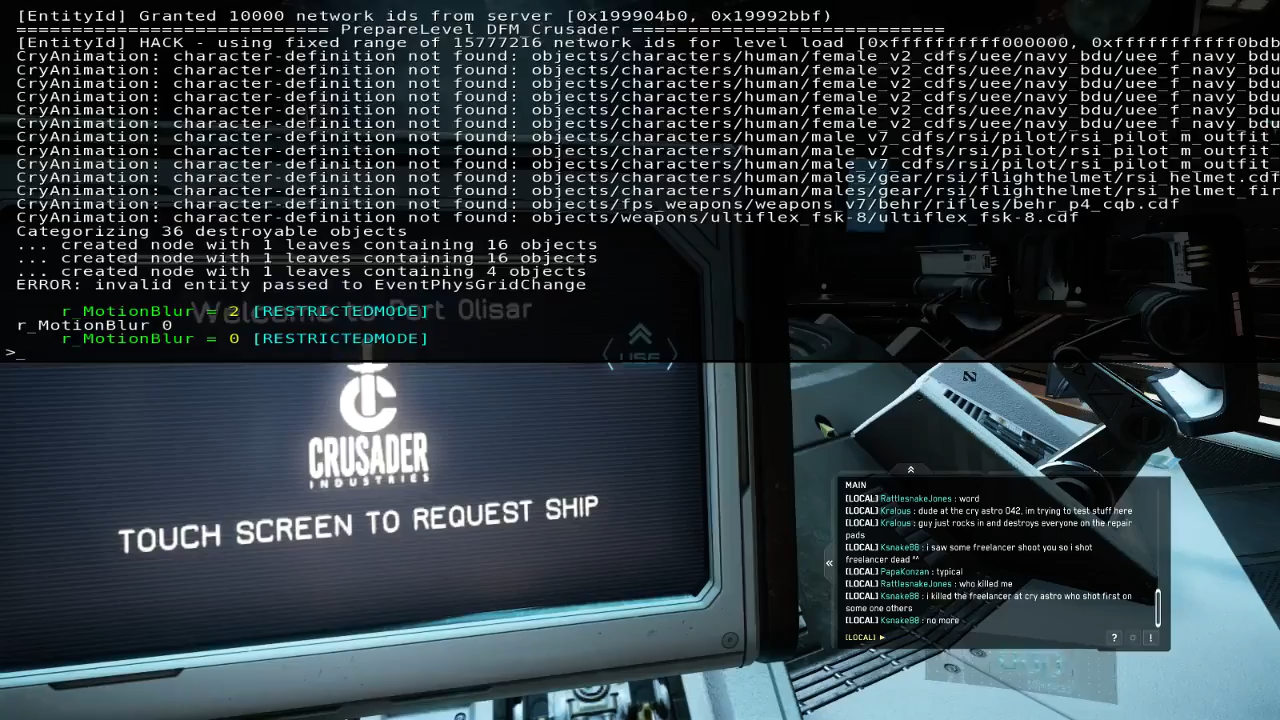 [EntityId] Granted 10000 network ids from server [0x199904b0, 0x19992bbf)
============================ PrepareLevel DFM_Crusader ============================
[EntityId] HACK - using fixed range of 15777216 network ids for level load [0xffffffffff000000, 0xfffffffffff0bdb
CryAnimation: character-definition not found: objects/characters/human/female_v2_cdfs/uee/navy_bdu/uee_f_navy_bdu
CryAnimation: character-definition not found: objects/characters/human/female_v2_cdfs/uee/navy_bdu/uee_f_navy_bdu
CryAnimation: character-definition not found: objects/characters/human/female_v2_cdfs/uee/navy_bdu/uee_f_navy_bdu
CryAnimation: character-definition not found: objects/characters/human/female_v2_cdfs/uee/navy_bdu/uee_f_navy_bdu
CryAnimation: character-definition not found: objects/characters/human/female_v2_cdfs/uee/navy_bdu/uee_f_navy_bdu
CryAnimation: character-definition not found: objects/characters/human/female_v2_cdfs/uee/navy_bdu/uee_f_navy_bdu
CryAnimation: character-definition not found: objects/characters/human/male_v7_cdfs/rsi/pilot/rsi_pilot_m_outfit_
CryAnimation: character-definition not found: objects/characters/human/male_v7_cdfs/rsi/pilot/rsi_pilot_m_outfit_
CryAnimation: character-definition not found: objects/characters/human/male_v7_cdfs/rsi/pilot/rsi_pilot_m_outfit_
CryAnimation: character-definition not found: objects/characters/human/males/gear/rsi/flighthelmet/rsi_helmet.cdf
CryAnimation: character-definition not found: objects/characters/human/males/gear/rsi/flighthelmet/rsi_helmet_fir
CryAnimation: character-definition not found: objects/fps_weapons/weapons_v7/behr/rifles/behr_p4_cqb.cdf
CryAnimation: character-definition not found: objects/weapons/ultiflex_fsk-8/ultiflex_fsk-8.cdf
Categorizing 36 destroyable objects
... created node with 1 leaves containing 16 objects
... created node with 1 leaves containing 16 objects
... created node with 1 leaves containing 4 objects
ERROR: invalid entity passed to EventPhysGridChange
r_MotionBlur = 2 [RESTRICTEDMODE]
Welcome to Port Olisar
r_MotionBlur 0
r_MotionBlur = 0 [RESTRICTEDMODE]
>_
USE
CRUSADER
INDUSTRIES
TOUCH SCREEN TO REQUEST SHIP
MAIN
[LOCAL] RattlesnakeJones : word
[LOCAL] Kralous : dude at the cry astro 042, im trying to test stuff here
[LOCAL] Kralous : guy just rocks in and destroys everyone on the repair
pads
[LOCAL] Ksnake88 : i saw some freelancer shoot you so i shot
freelancer dead ^^
[LOCAL] PapaKonzan : typical
[LOCAL] RattlesnakeJones : who killed me
[LOCAL] Ksnake88 : i killed the freelancer at cry astro who shot first on
some one others
[LOCAL] Ksnake88 : no more
[LOCAL] ►
? !